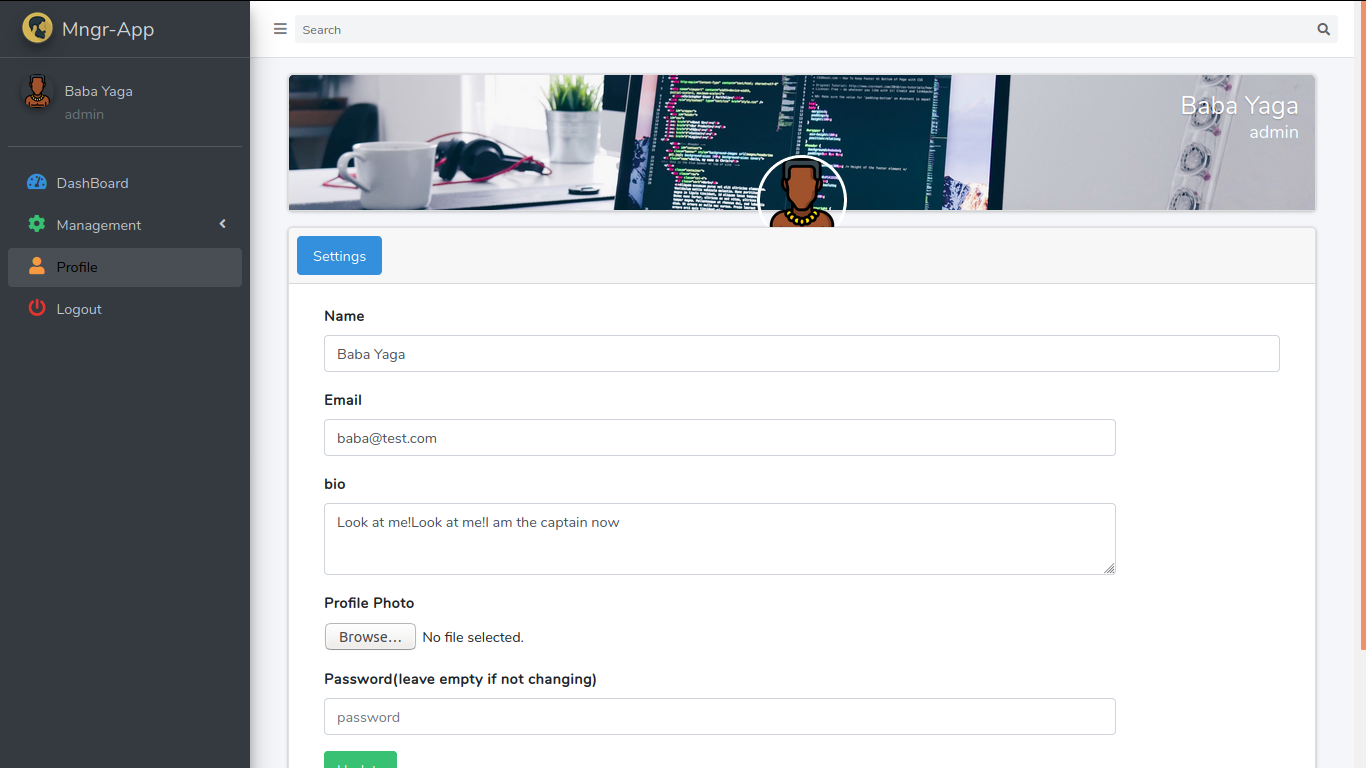 Mngr-App
Search
Baba Yaga
admin
DashBoard
Management
Profile
Logout
Baba Yaga
admin
Settings
Name
Baba Yaga
Email
baba@test.com
bio
Look at me!Look at me!I am the captain now
Profile Photo
Browse...
No file selected.
Password(leave empty if not changing)
password